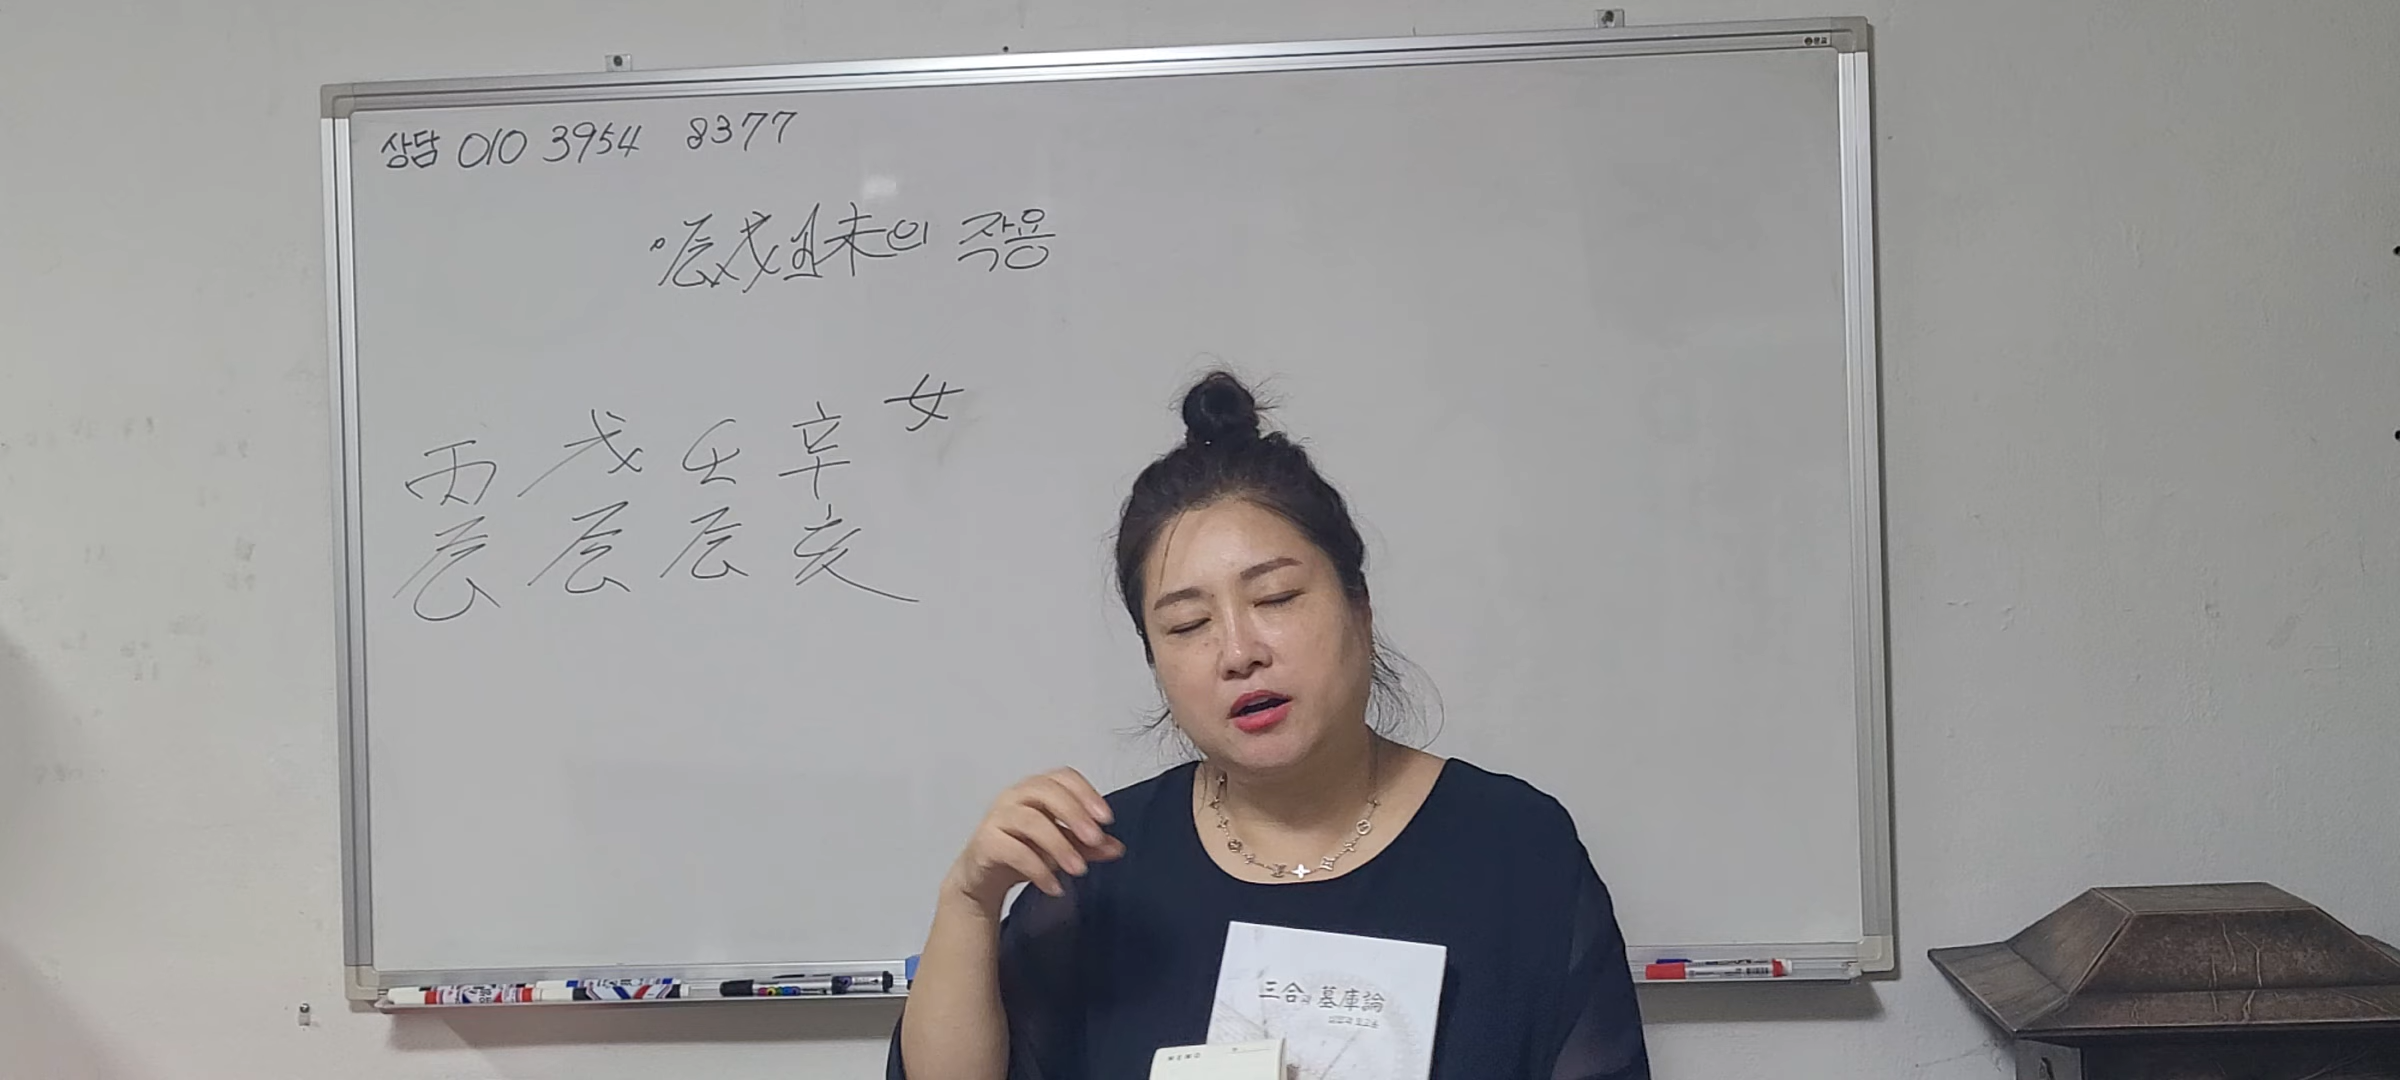 상담 010 3954 8377
辰戌丑未의 작용
丙戊壬辛 女
辰辰辰亥
三合과 墓庫論
MEMO